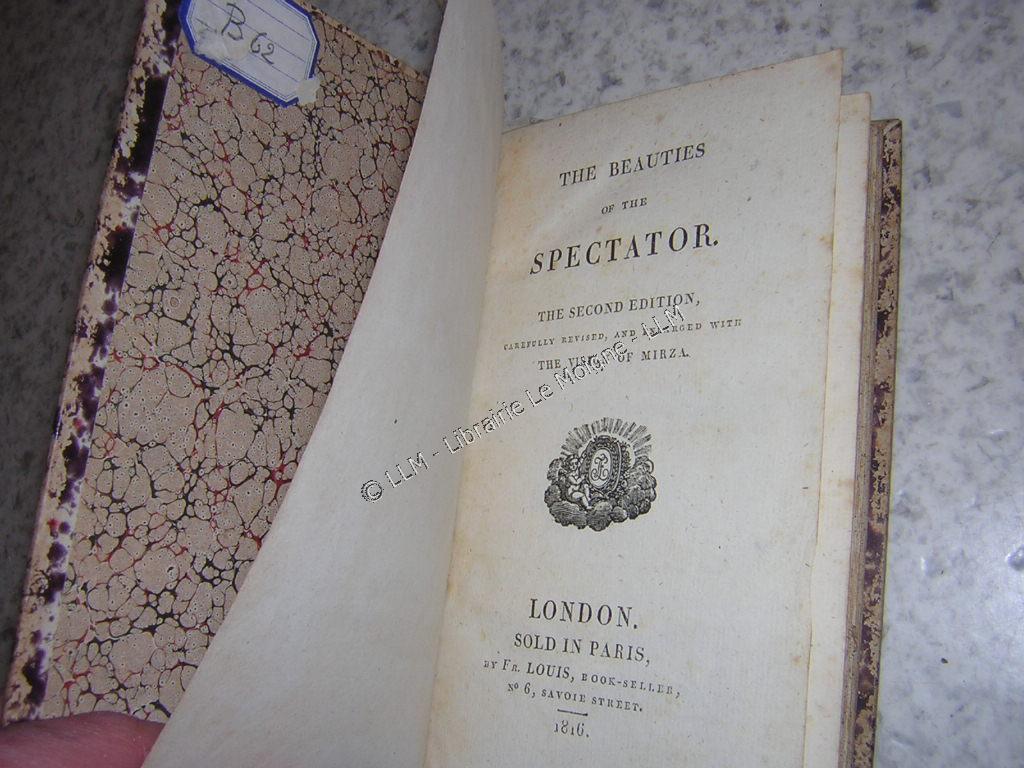 B 62
THE BEAUTIES
OF THE
SPECTATOR.
THE SECOND EDITION,
CAREFULLY REVISED, AND ENLARGED WITH
THE VISION OF MIRZA.
© LLM - Librairie Le Moigne - LLM
LONDON.
SOLD IN PARIS,
BY FR. LOUIS, BOOK-SELLER,
Nº 6, SAVOIE STREET.
1816.